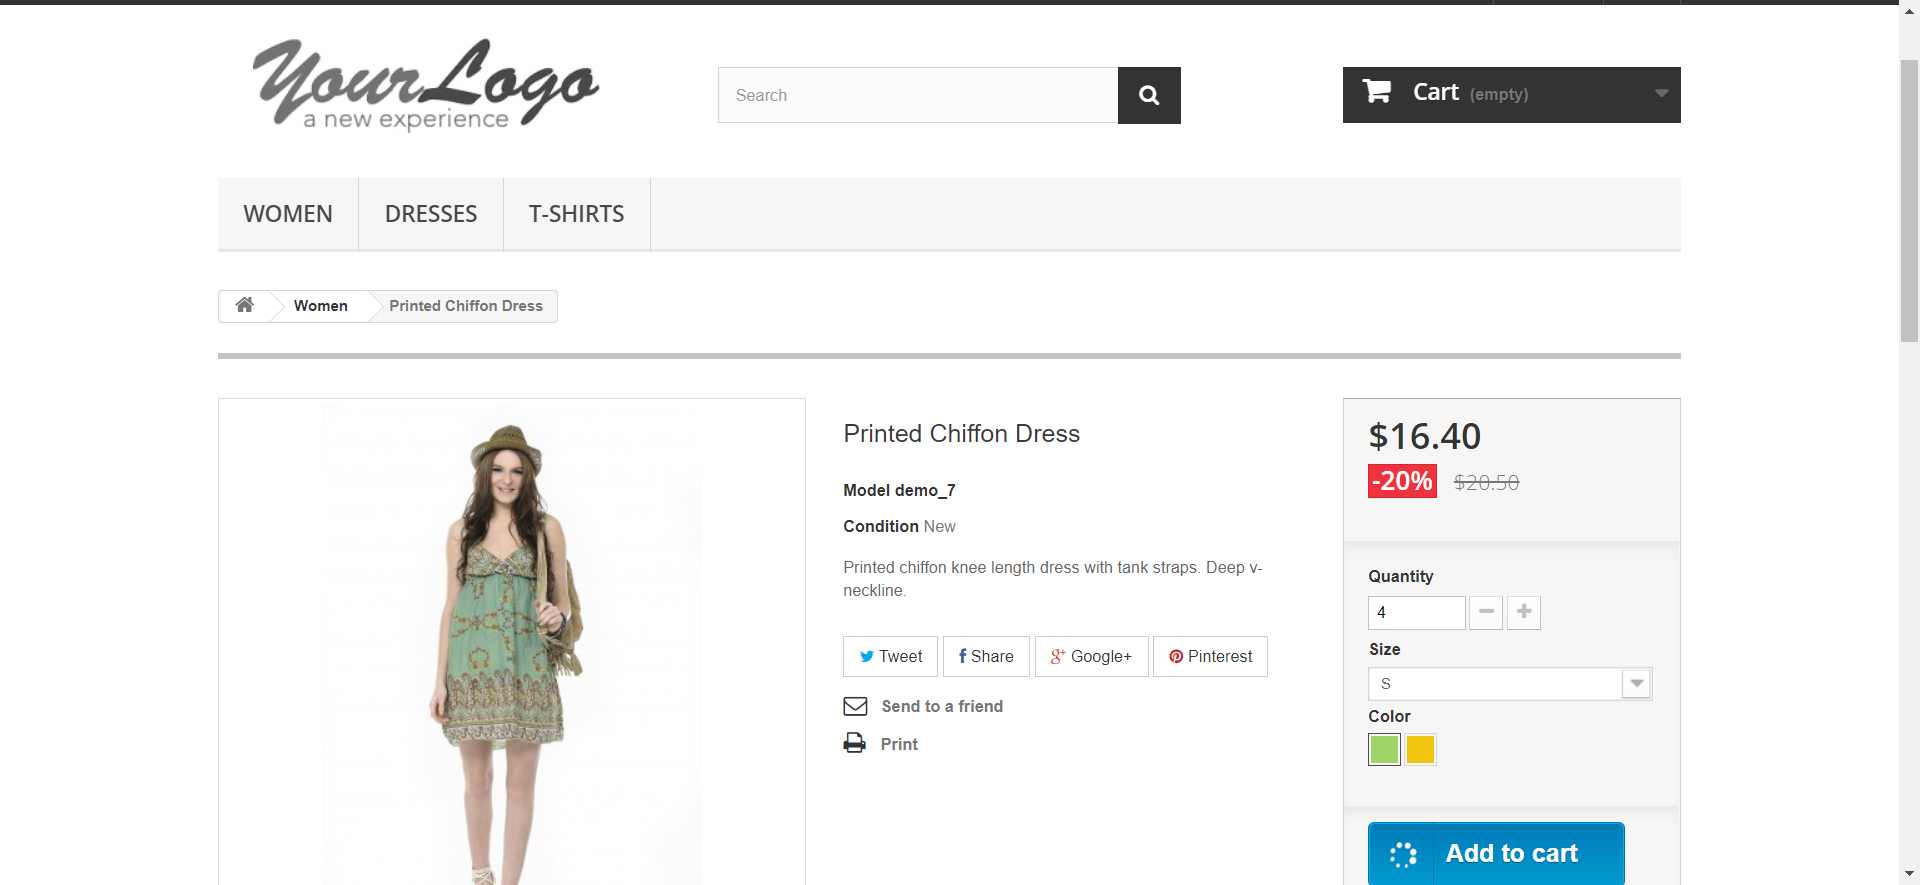 YourLogo
a new experience
Search
Cart (empty)
WOMEN
DRESSES
T-SHIRTS
Women
Printed Chiffon Dress
Printed Chiffon Dress
Model demo_7
Condition New
Printed chiffon knee length dress with tank straps. Deep v-
neckline.
Tweet
Share
Google+
Pinterest
Send to a friend
Print
$16.40
-20% $20.50
Quantity
4
Size
S
Color
Add to cart